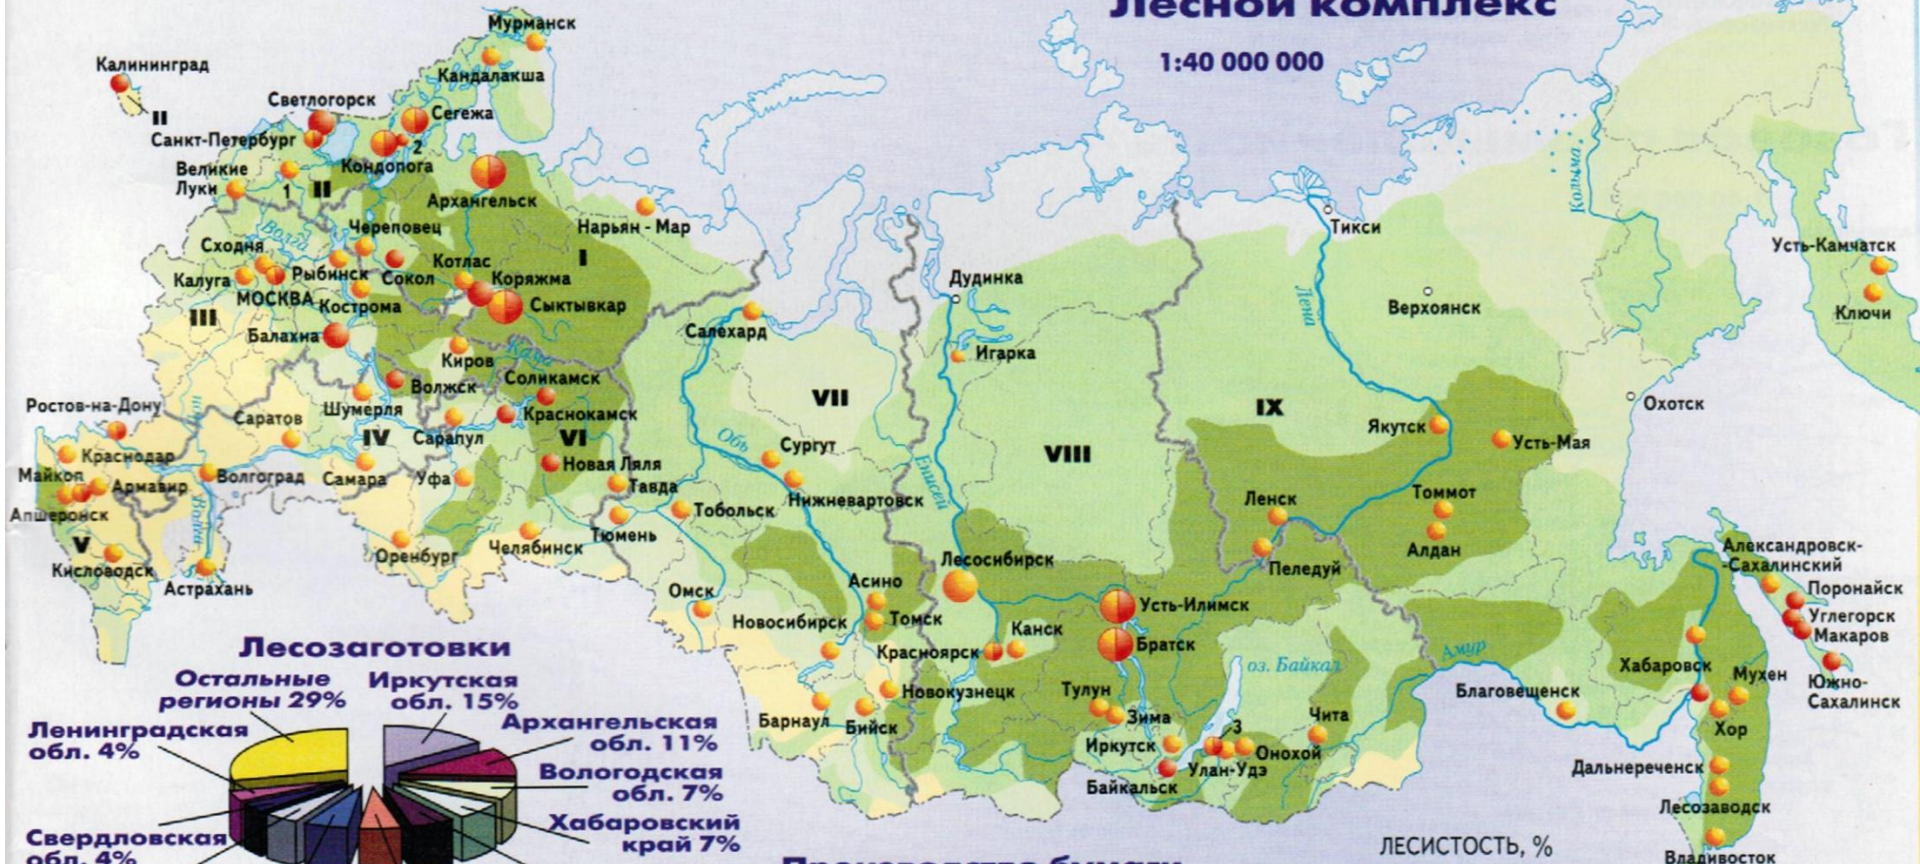 Лесной комплекс
1:40 000 000
Мурманск
Калининград
Кандалакша
Светлогорск
II
Сегежа
Санкт-Петербург
2
Кондопога
Великие
Луки
1
II
Архангельск
Нарьян - Мар
Череповец
Волга
Сходня
Котлас
I
Калуга
Рыбинск
Сокол
Коряжма
МОСКВА
Кострома
Сыктывкар
III
Балахна
Киров
Кама
Волжск
Соликамск
Ростов-на-Дону
Шумерля
Краснокамск
Саратов
IV
Сарапул
VI
Краснодар
Новая Ляля
Майкоп
Армавир
Волгоград
Самара
Уфа
Тавда
Апшеронск
Волга
V
Оренбург
Челябинск
Тюмень
Кисловодск
Астрахань
Салехард
VII
Обь
Сургут
Нижневартовск
Тобольск
Омск
Новосибирск
Асино
Томск
Барнаул
Бийск
Новокузнецк
Дудинка
Игарка
Енисей
VIII
Лесосибирск
Красноярск
Канск
Усть-Илимск
Братск
Тулун
Зима
Иркутск
Байкальск
оз. Байкал
3
Улан-Удэ
Онохой
Чита
Тикси
Лена
Верхоянск
Колыма
IX
Якутск
Усть-Мая
Ленск
Томмот
Алдан
Пеледуй
Охотск
Усть-Камчатск
Ключи
Амур
Благовещенск
Хабаровск
Мухен
Хор
Дальнереченск
Лесозаводск
Владивосток
Александровск-
-Сахалинский
Поронайск
Углегорск
Макаров
Южно-
Сахалинск
Лесозаготовки
Остальные
регионы 29%
Иркутская
обл. 15%
Ленинградская
обл. 4%
Архангельская
обл. 11%
Вологодская
обл. 7%
Свердловская
обл. 4%
Хабаровский
край 7%
Производство бумаги
ЛЕСИСТОСТЬ, %